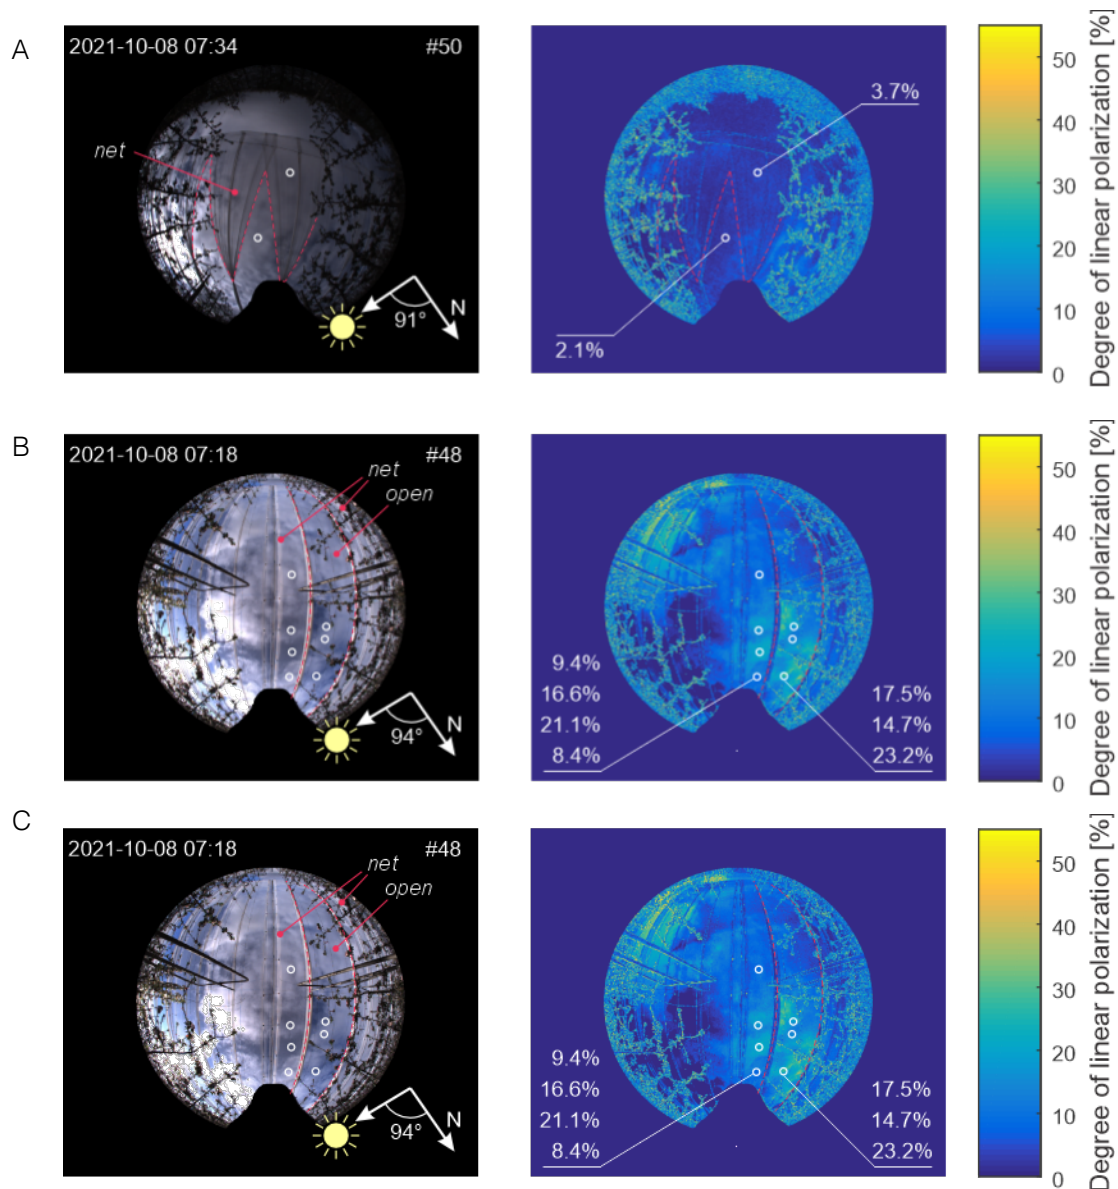 A
2021-10-08 07:34 #50
net
91°
N
3.7%
2.1%
50
40
30
20
10
0
Degree of linear polarization [%]
B
2021-10-08 07:18 #48
net
open
94°
N
9.4%
16.6%
21.1%
8.4%
17.5%
14.7%
23.2%
50
40
30
20
10
0
Degree of linear polarization [%]
C
2021-10-08 07:18 #48
net
open
94°
N
9.4%
16.6%
21.1%
8.4%
17.5%
14.7%
23.2%
50
40
30
20
10
0
Degree of linear polarization [%]